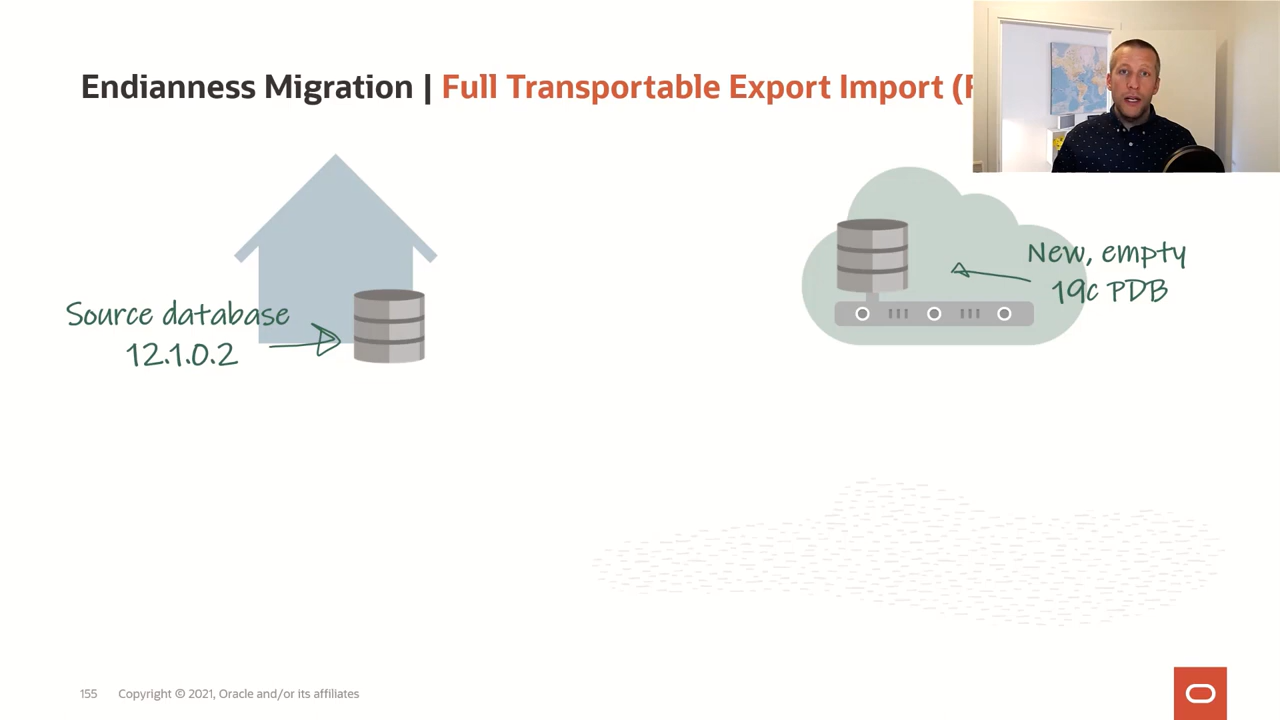 Endianness Migration | Full Transportable Export Import (
Source database
12.1.0.2
New, empty
19c PDB
155 Copyright © 2021, Oracle and/or its affiliates